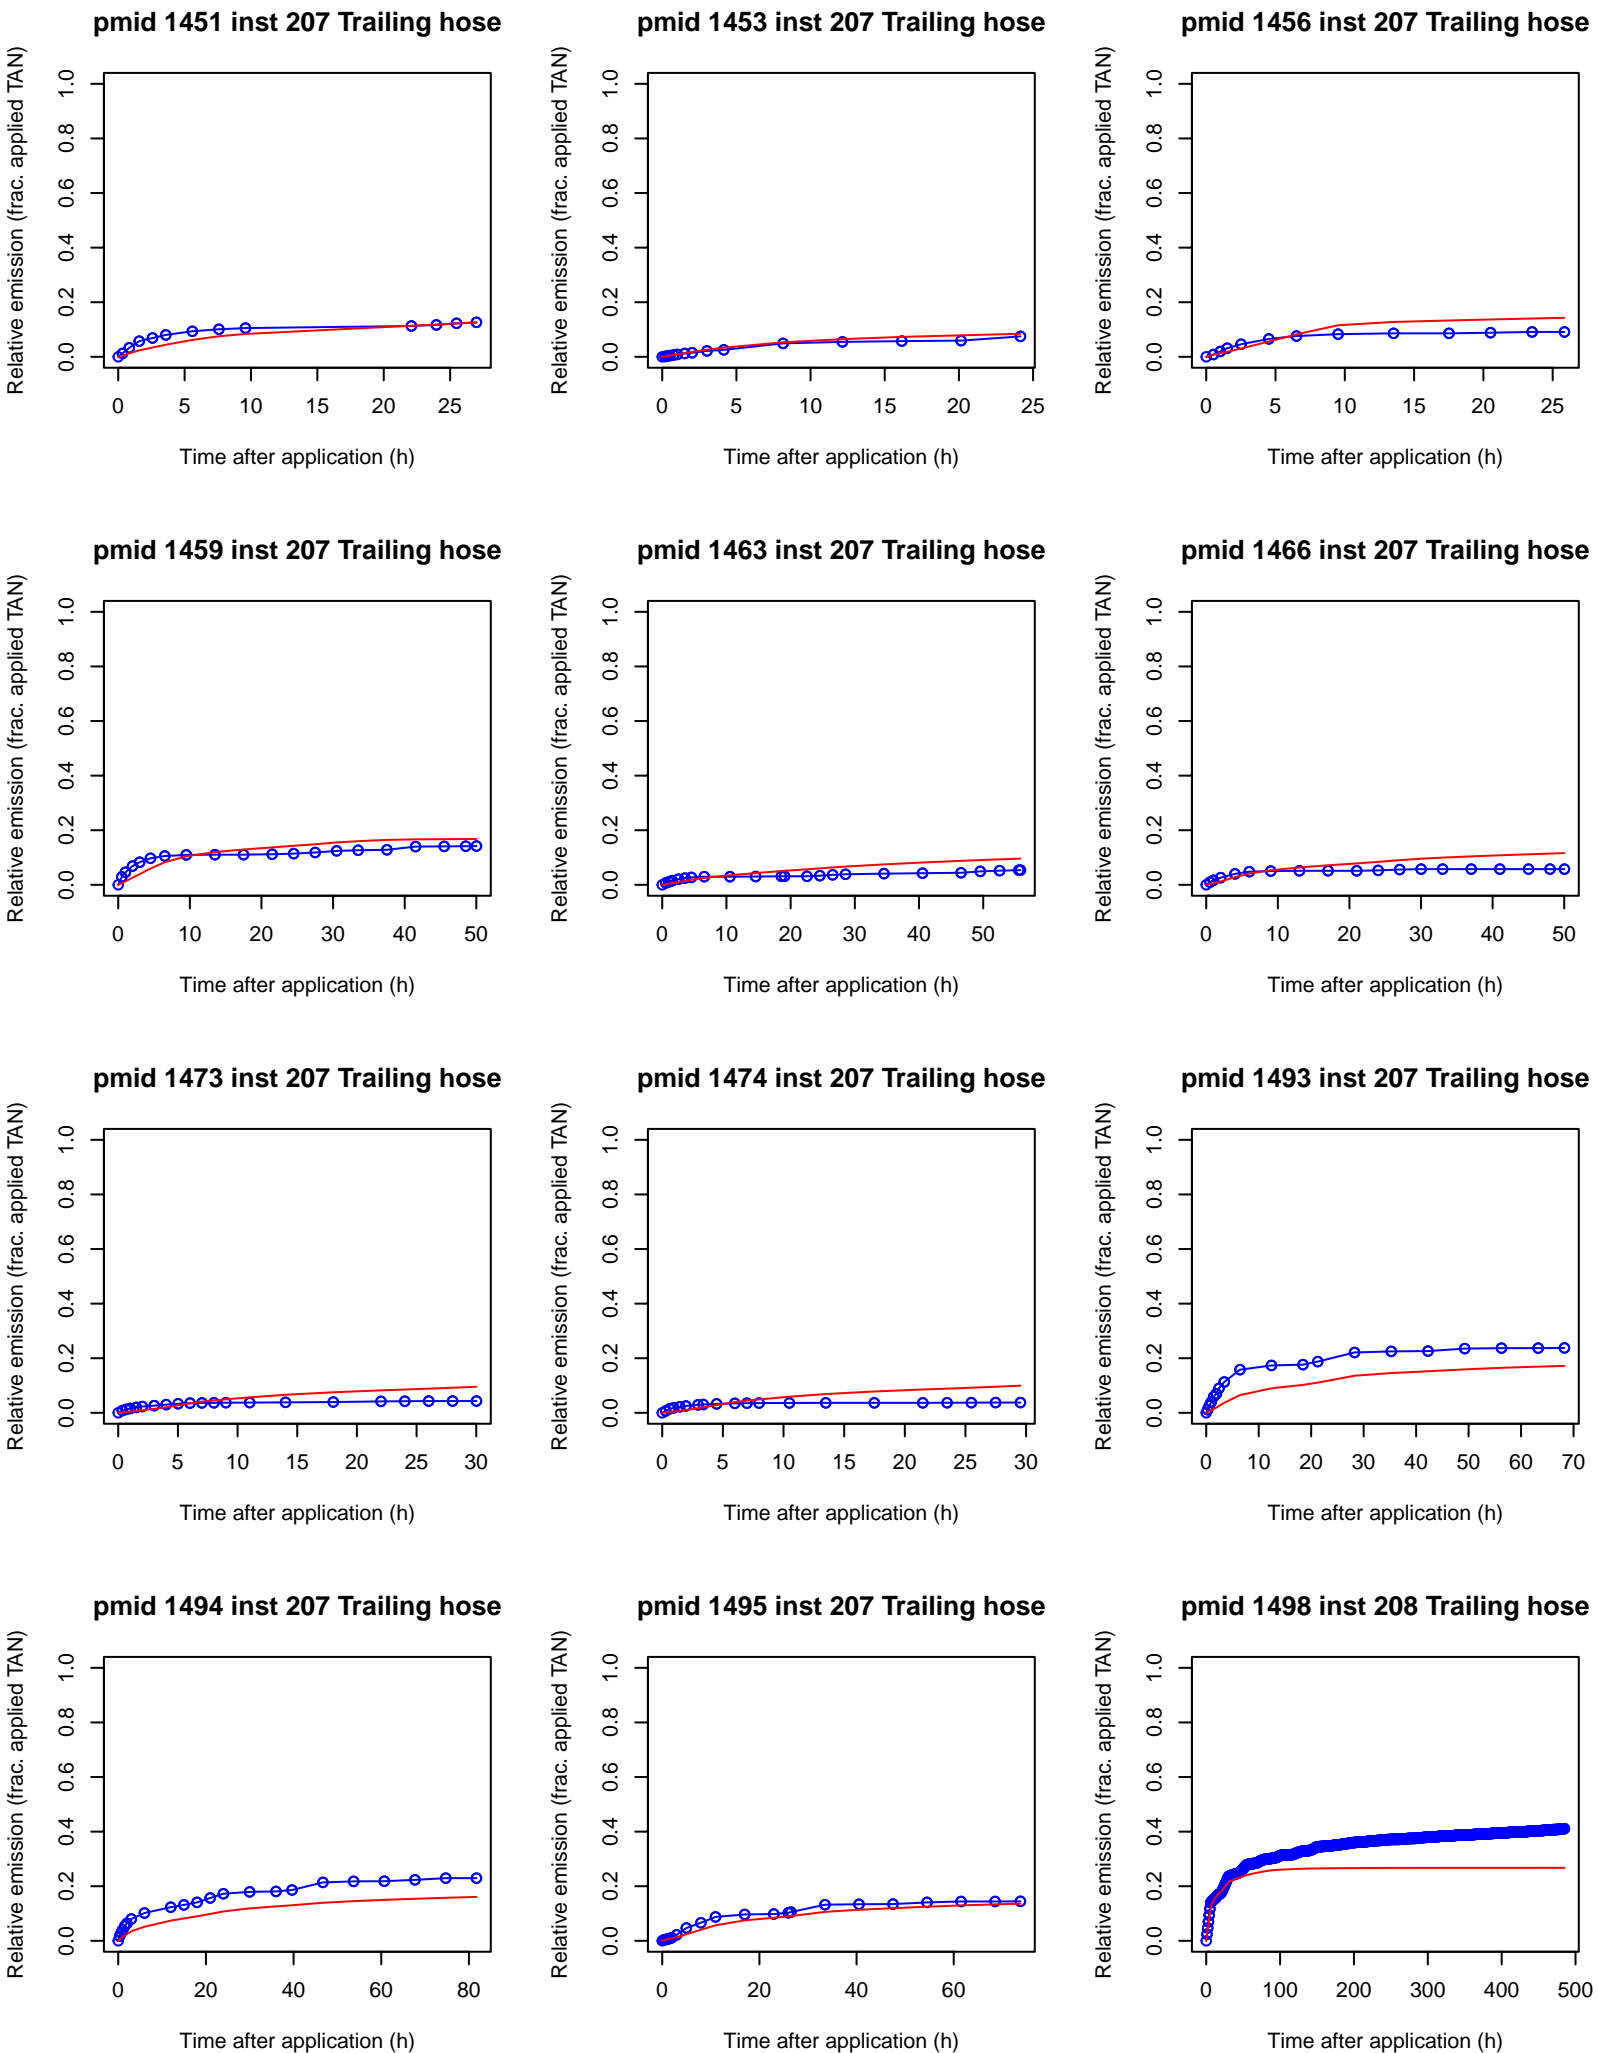 pmid 1451 inst 207 Trailing hose
Relative emission (frac. applied TAN)
0.0 0.2 0.4 0.6 0.8 1.0
0 5 10 15 20 25
Time after application (h)
pmid 1453 inst 207 Trailing hose
Relative emission (frac. applied TAN)
0.0 0.2 0.4 0.6 0.8 1.0
0 5 10 15 20 25
Time after application (h)
pmid 1456 inst 207 Trailing hose
Relative emission (frac. applied TAN)
0.0 0.2 0.4 0.6 0.8 1.0
0 5 10 15 20 25
Time after application (h)
pmid 1459 inst 207 Trailing hose
Relative emission (frac. applied TAN)
0.0 0.2 0.4 0.6 0.8 1.0
0 10 20 30 40 50
Time after application (h)
pmid 1463 inst 207 Trailing hose
Relative emission (frac. applied TAN)
0.0 0.2 0.4 0.6 0.8 1.0
0 10 20 30 40 50
Time after application (h)
pmid 1466 inst 207 Trailing hose
Relative emission (frac. applied TAN)
0.0 0.2 0.4 0.6 0.8 1.0
0 10 20 30 40 50
Time after application (h)
pmid 1473 inst 207 Trailing hose
Relative emission (frac. applied TAN)
0.0 0.2 0.4 0.6 0.8 1.0
0 5 10 15 20 25 30
Time after application (h)
pmid 1474 inst 207 Trailing hose
Relative emission (frac. applied TAN)
0.0 0.2 0.4 0.6 0.8 1.0
0 5 10 15 20 25 30
Time after application (h)
pmid 1493 inst 207 Trailing hose
Relative emission (frac. applied TAN)
0.0 0.2 0.4 0.6 0.8 1.0
0 10 20 30 40 50 60 70
Time after application (h)
pmid 1494 inst 207 Trailing hose
Relative emission (frac. applied TAN)
0.0 0.2 0.4 0.6 0.8 1.0
0 20 40 60 80
Time after application (h)
pmid 1495 inst 207 Trailing hose
Relative emission (frac. applied TAN)
0.0 0.2 0.4 0.6 0.8 1.0
0 20 40 60
Time after application (h)
pmid 1498 inst 208 Trailing hose
Relative emission (frac. applied TAN)
0.0 0.2 0.4 0.6 0.8 1.0
0 100 200 300 400 500
Time after application (h)